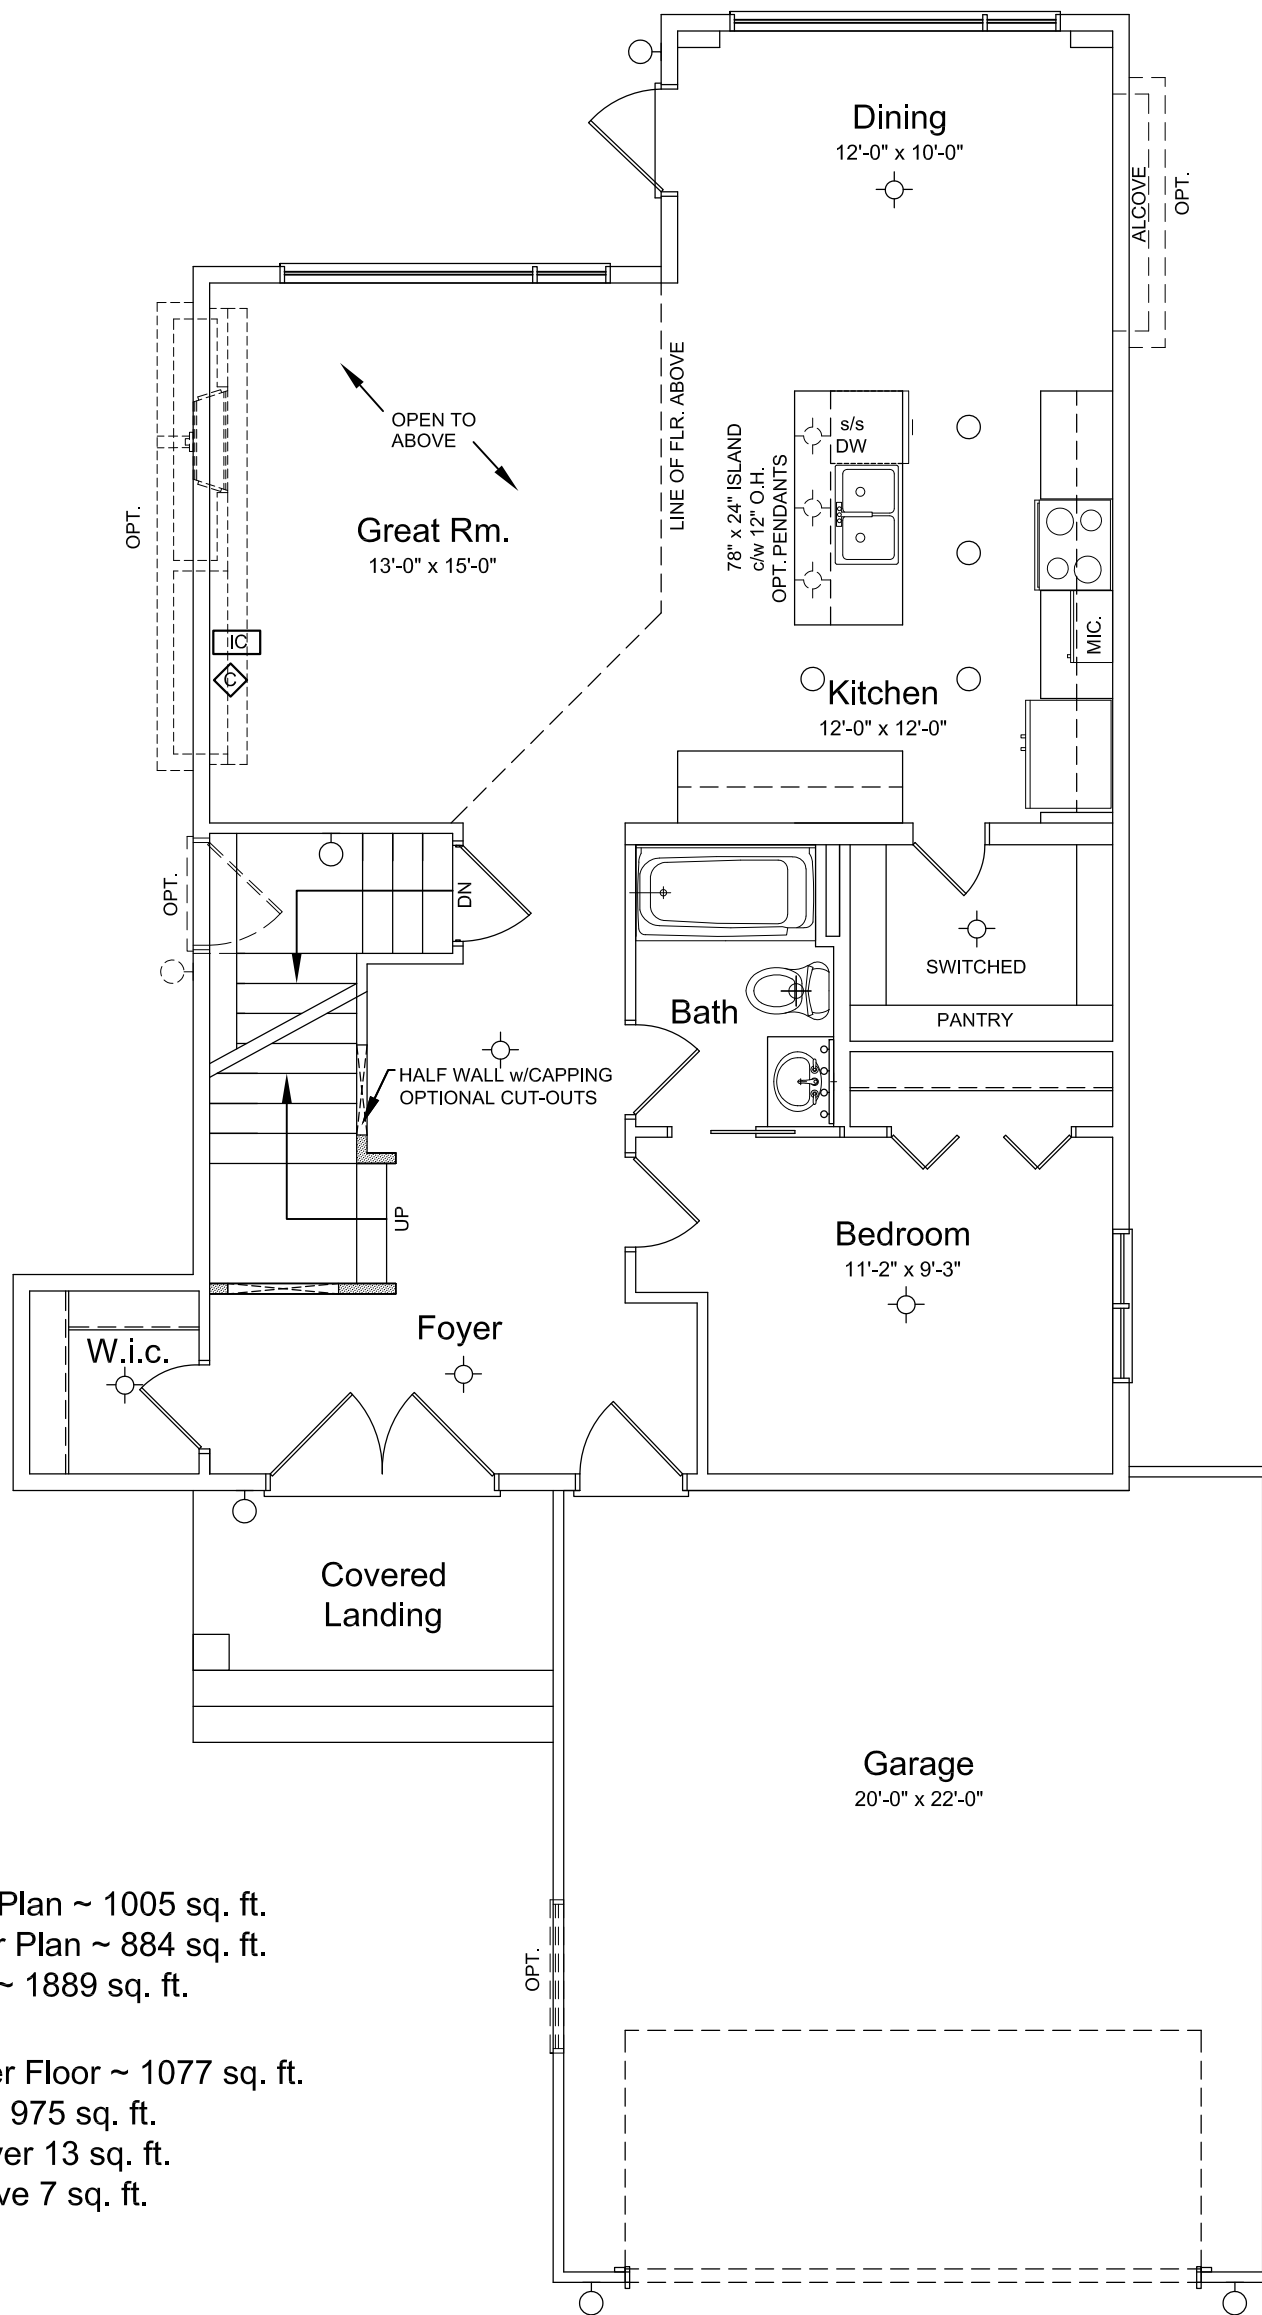 Dining
12'-0" x 10'-0"
ALCOVE
OPT.
LINE OF FLR. ABOVE
OPEN TO
ABOVE
Great Rm.
13'-0" x 15'-0"
OPT.
78" x 24" ISLAND
c/w 12" O.H.
OPT. PENDANTS
s/s
DW
MIC.
IC
C
Kitchen
12'-0" x 12'-0"
OPT.
DN
SWITCHED
PANTRY
Bath
HALF WALL w/CAPPING
OPTIONAL CUT-OUTS
UP
Bedroom
11'-2" x 9'-3"
W.i.c.
Foyer
Covered
Landing
Garage
20'-0" x 22'-0"
OPT.
Plan ~ 1005 sq. ft.
r Plan ~ 884 sq. ft.
~ 1889 sq. ft.
er Floor ~ 1077 sq. ft.
975 sq. ft.
yer 13 sq. ft.
ve 7 sq. ft.